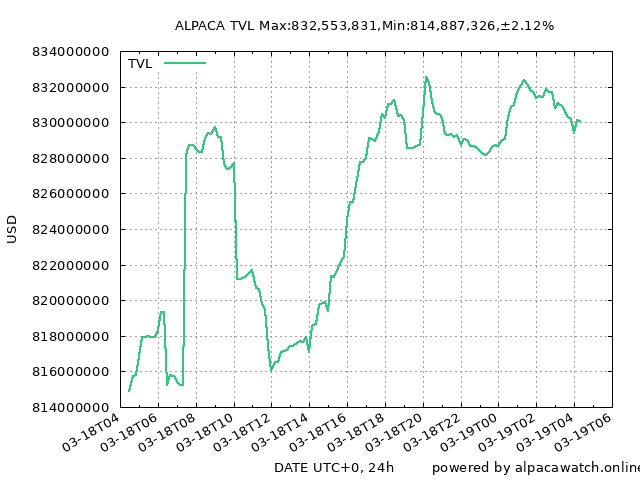 ALPACA TVL Max:832,553,831,Min:814,887,326,±2.12%
TVL
834000000
832000000
830000000
828000000
826000000
824000000
822000000
820000000
818000000
816000000
814000000
USD
03-18T04
03-18T06
03-18T08
03-18T10
03-18T12
03-18T14
03-18T16
03-18T18
03-18T20
03-18T22
03-19T00
03-19T02
03-19T04
03-19T06
DATE UTC+0, 24h
powered by alpacawatch.online